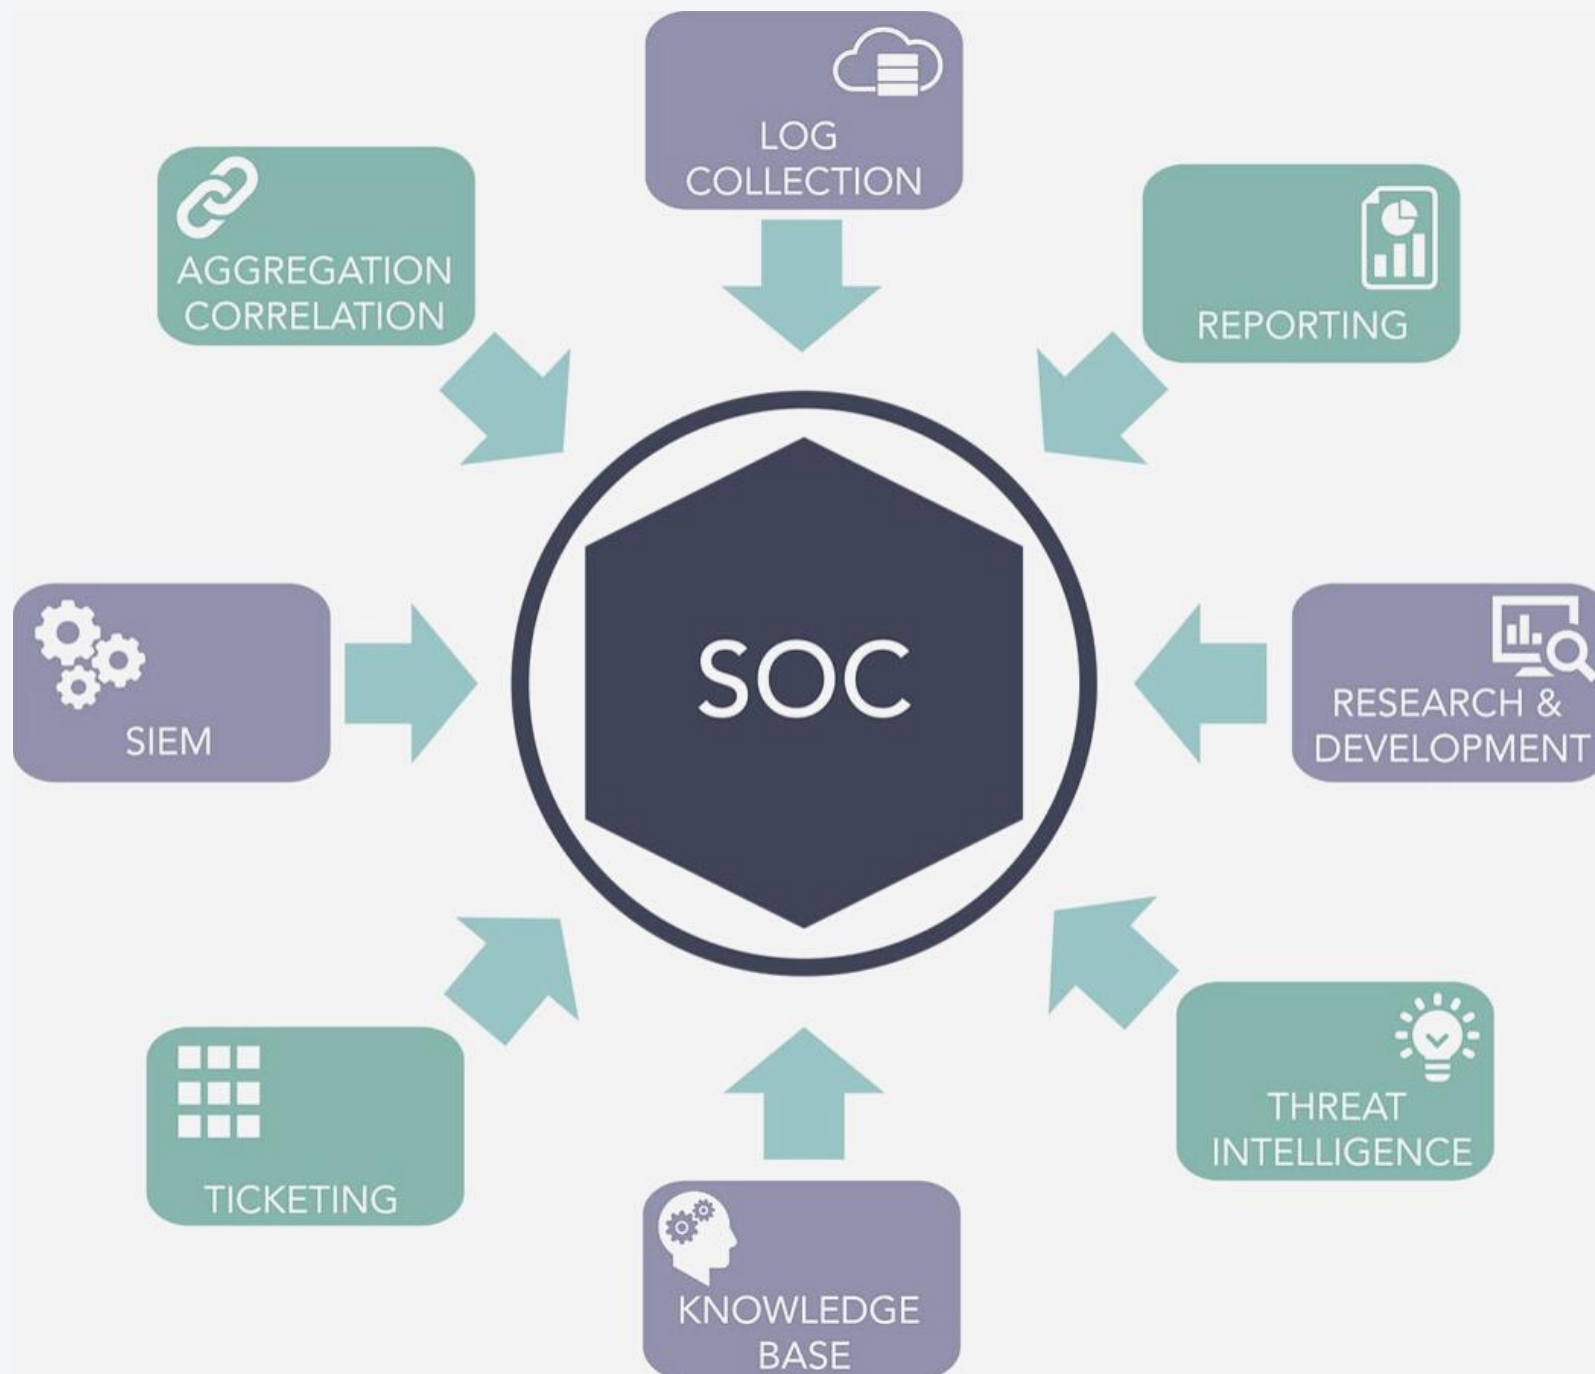 LOG
COLLECTION
AGGREGATION
CORRELATION
REPORTING
SIEM
SOC
RESEARCH &
DEVELOPMENT
TICKETING
THREAT
INTELLIGENCE
KNOWLEDGE
BASE